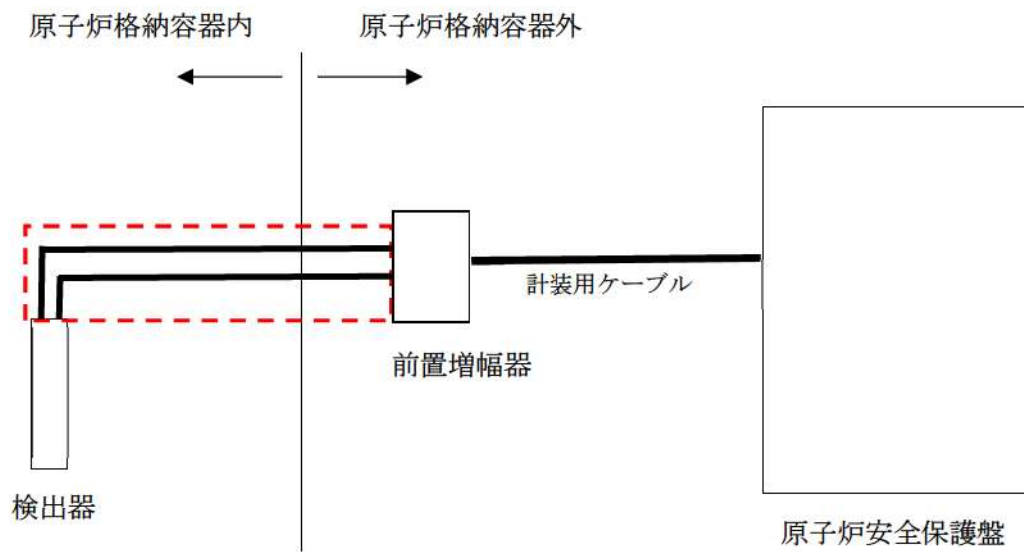 原子炉格納容器内
原子炉格納容器外
計装用ケーブル
前置増幅器
検出器
原子炉安全保護盤